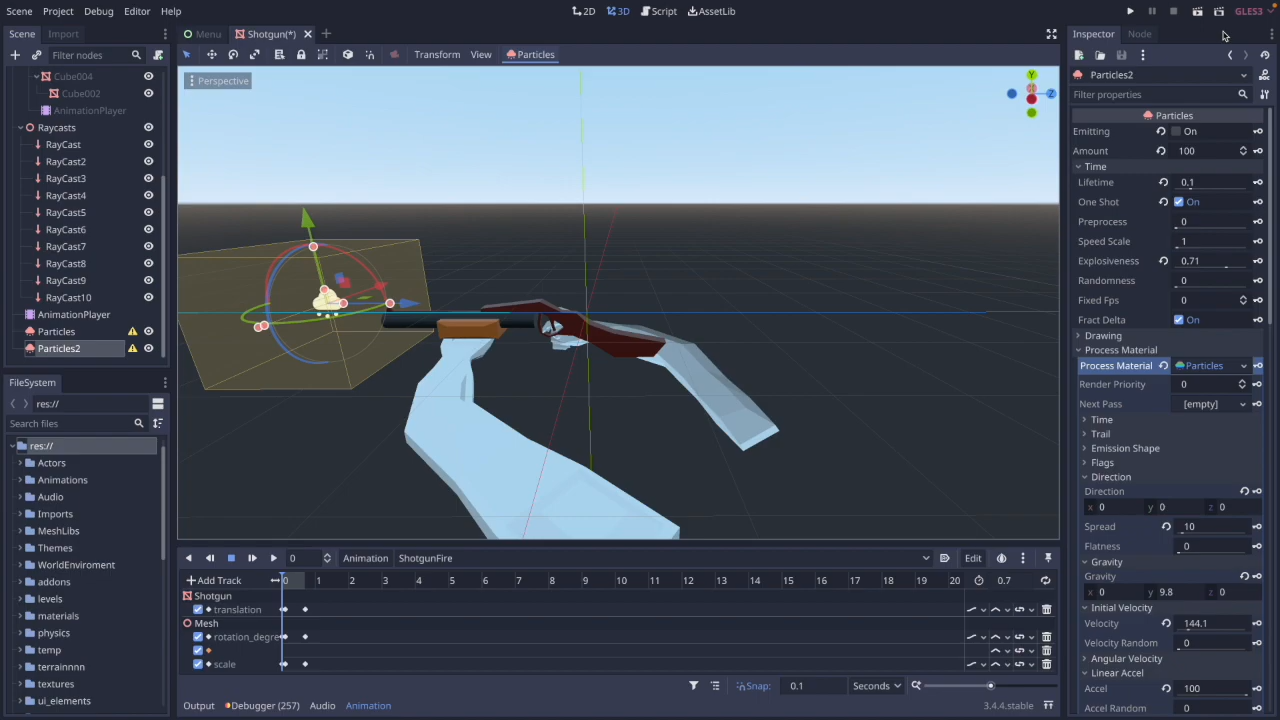 Scene Project Debug Editor Help 2D 3D Script AssetLib GLES3
Scene Import Menu Shotgun(*) Inspector Node
Filter nodes Transform View Particles
Cube004
Cube002
AnimationPlayer
Raycasts
RayCast
RayCast2
RayCast3
RayCast4
RayCast5
RayCast6
RayCast7
RayCast8
RayCast9
RayCast10
AnimationPlayer
Particles
Particles2
FileSystem
res://
Search files
res://
Actors
Animations
Audio
Imports
MeshLibs
Themes
WorldEnviroment
addons
levels
materials
physics
temp
terrainnnn
textures
ui_elements
Perspective
Y
Z
0 Animation ShotgunFire Edit
Add Track 0 1 2 3 4 5 6 7 8 9 10 11 12 13 14 15 16 17 18 19 20 0.7
Shotgun
translation
Mesh
rotation_degre
scale
Snap: 0.1 Seconds
Output Debugger (257) Audio Animation 3.4.4.stable
Particles2
Filter properties
Particles
Emitting On
Amount 100
Time
Lifetime 0.1
One Shot On
Preprocess 0
Speed Scale 1
Explosiveness 0.71
Randomness 0
Fixed Fps 0
Fract Delta On
Drawing
Process Material
Process Material Particles
Render Priority 0
Next Pass [empty]
Time
Trail
Emission Shape
Flags
Direction
Direction
x 0 y 0 z 0
Spread 10
Flatness 0
Gravity
Gravity
x 0 y 9.8 z 0
Initial Velocity
Velocity 144.1
Velocity Random 0
Angular Velocity
Linear Accel
Accel 100
Accel Random 0